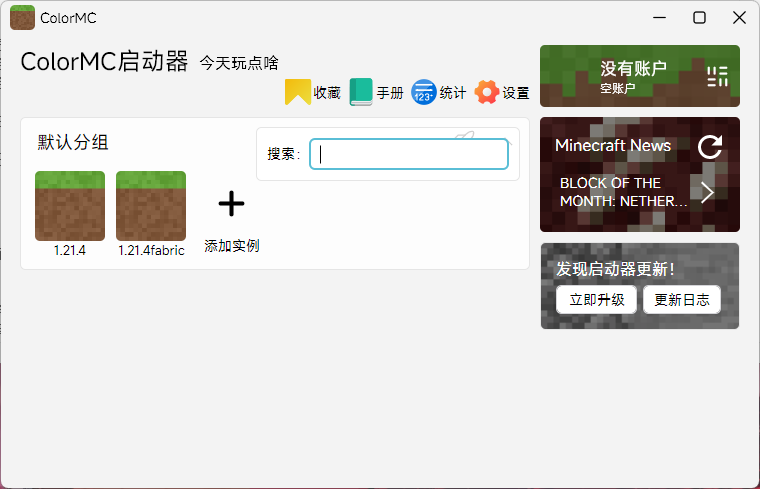 ColorMC
ColorMC启动器 今天玩点啥
收藏 手册 统计 设置
默认分组
搜索：
1.21.4
1.21.4fabric
添加实例
没有账户
空账户
Minecraft News
BLOCK OF THE
MONTH: NETHER...
发现启动器更新！
立即升级 更新日志